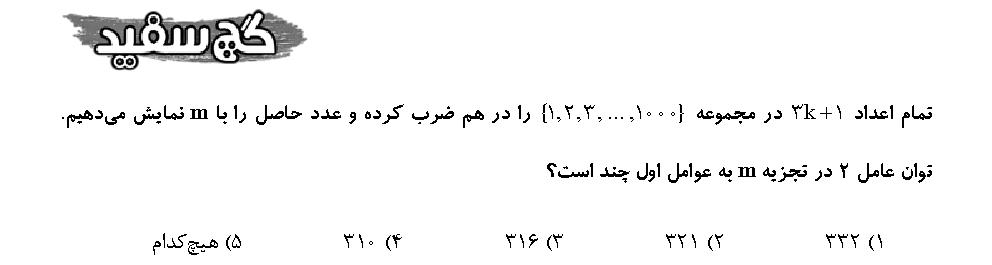 گچ سفید
تمام اعداد ۳k+۱ در مجموعه {۱,۲,۳,...,۱۰۰۰} را در هم ضرب کرده و عدد حاصل را با m نمایش می‌دهیم.
توان عامل ۲ در تجزیه m به عوامل اول چند است؟
۱) ۳۳۲ ۲) ۳۲۱ ۳) ۳۱۶ ۴) ۳۱۰ ۵) هیچ‌کدام